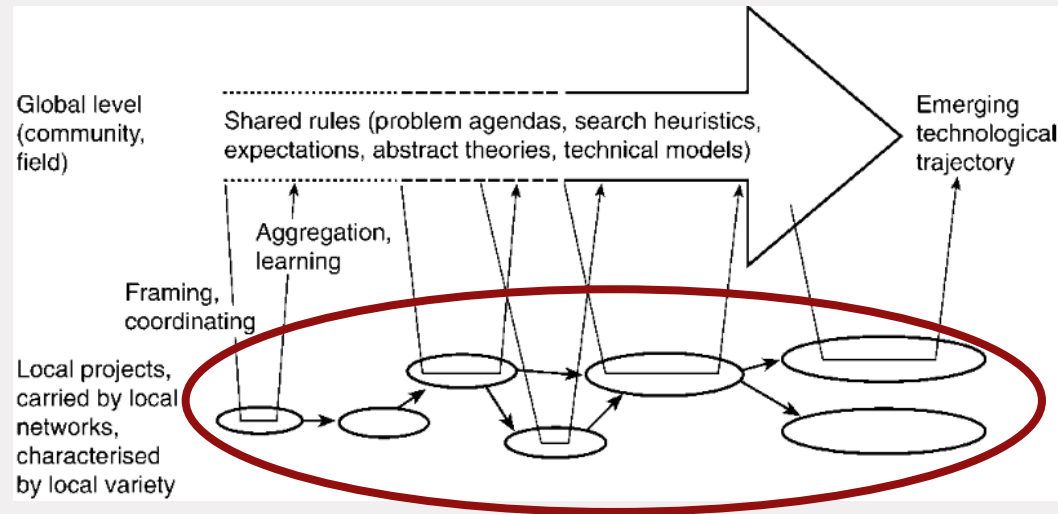 Global level
(community,
field)
Shared rules (problem agendas, search heuristics,
expectations, abstract theories, technical models)
Emerging
technological
trajectory
Aggregation,
learning
Framing,
coordinating
Local projects,
carried by local
networks,
characterised
by local variety